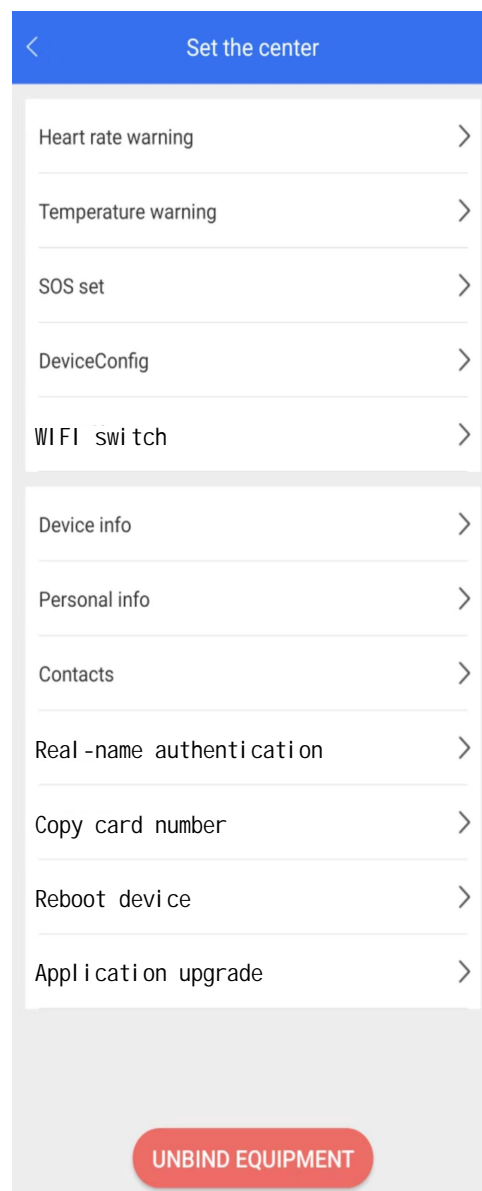 Set the center
Heart rate warning
Temperature warning
SOS set
DeviceConfig
WIFI switch
Device info
Personal info
Contacts
Real-name authentication
Copy card number
Reboot device
Application upgrade
UNBIND EQUIPMENT